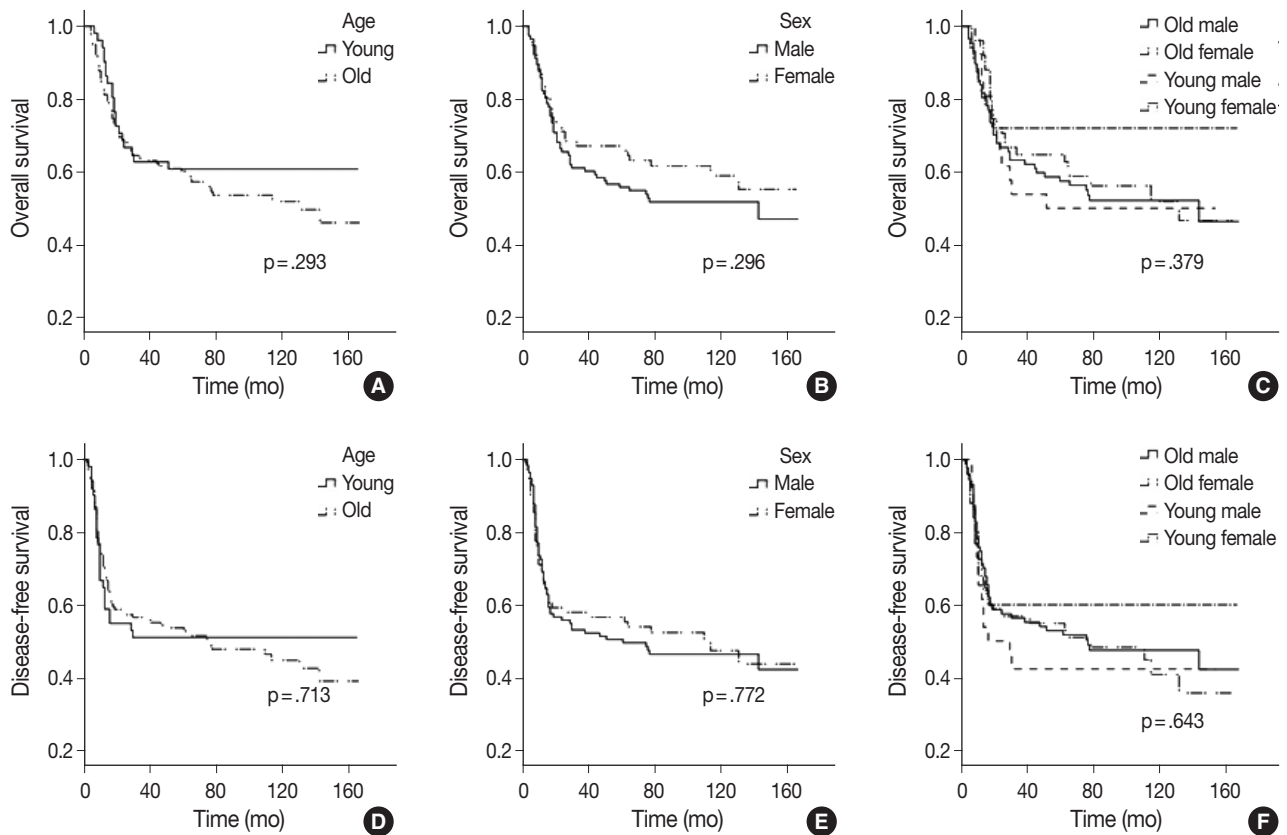 Overall survival
1.0
0.8
0.6
0.4
0.2
Age
Young
Old
p=.293
0 40 80 120 160
Time (mo)
A
Overall survival
1.0
0.8
0.6
0.4
0.2
Sex
Male
Female
p=.296
0 40 80 120 160
Time (mo)
B
Overall survival
1.0
0.8
0.6
0.4
0.2
Old male
Old female
Young male
Young female
p=.379
0 40 80 120 160
Time (mo)
C
Disease-free survival
1.0
0.8
0.6
0.4
0.2
Age
Young
Old
p=.713
0 40 80 120 160
Time (mo)
D
Disease-free survival
1.0
0.8
0.6
0.4
0.2
Sex
Male
Female
p=.772
0 40 80 120 160
Time (mo)
E
Disease-free survival
1.0
0.8
0.6
0.4
0.2
Old male
Old female
Young male
Young female
p=.643
0 40 80 120 160
Time (mo)
F